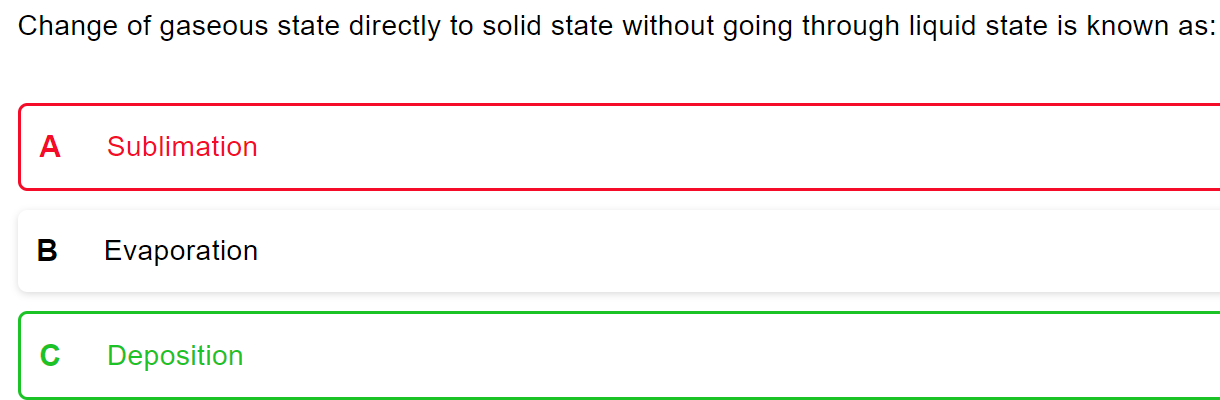 Change of gaseous state directly to solid state without going through liquid state is known as:
A Sublimation
B Evaporation
C Deposition